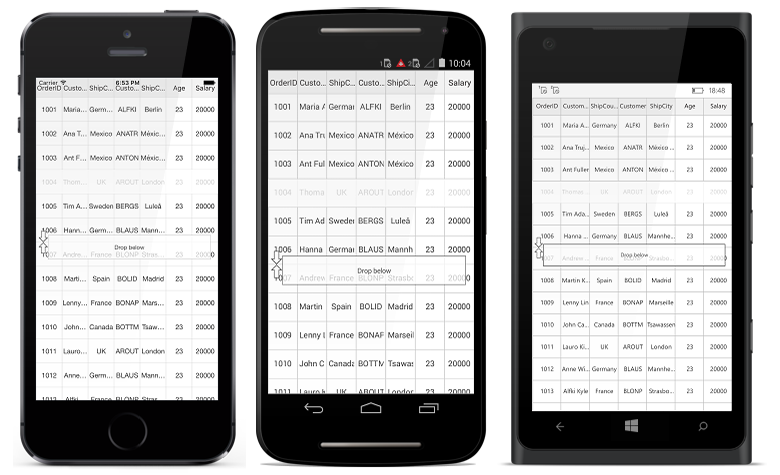 Carrier 6:53 PM
OrderID Custo... ShipC... Custo... ShipC... Age Salary
1001 Maria... Germ... ALFKI Berlin 23 20000
1002 Ana T... Mexico ANATR Méxic... 23 20000
1003 Ant F... Mexico ANTON Méxic... 23 20000
1004 Thom... UK AROUT London 23 20000
1005 Tim A... Sweden BERGS Luleå 23 20000
1006 Hann... Germ... BLAUS Mann... 23 20000
Drop below
1008 Marti... Spain BOLID Madrid 23 20000
1009 Lenny... France BONAP Mars... 23 20000
1010 John... Canada BOTTM Tsaw... 23 20000
1011 Lauro... UK AROUT London 23 20000
1012 Anne... Germ... BLAUS Mann... 23 20000
1013 Alfki... France BLONP Stras... 23 20000
10:04
OrderID Custo... ShipC... Custo... ShipCi... Age Salary
1001 Maria A German ALFKI Berlin 23 20000
1002 Ana Tru Mexico ANATR México 23 20000
1003 Ant Ful Mexico ANTON México 23 20000
1004 Thoma UK AROUT London 23 20000
1005 Tim Ad Sweden BERGS Luleå 23 20000
1006 Hanna German BLAUS Mannh 23 20000
1007 Andrew France BLONP Strasbo 23 20000
Drop below
1008 Martin Spain BOLID Madrid 23 20000
1009 Lenny L France BONAP Marseil 23 20000
1010 John C Canada BOTTM Tsawas 23 20000
1011 Lauro K UK AROUT London 23 20000
18:48
OrderID Custom... ShipCou... Customer ShipCity Age Salary
1001 Maria A... Germany ALFKI Berlin 23 20000
1002 Ana Truj... Mexico ANATR México ... 23 20000
1003 Ant Fuller Mexico ANTON México ... 23 20000
1004 Thomas ... UK AROUT London 23 20000
1005 Tim Ada... Sweden BERGS Luleå 23 20000
1006 Hanna ... Germany BLAUS Mannhe... 23 20000
1007 Andrew ... France BLONP Strasbo... 23 20000
Drop below
1008 Martin K... Spain BOLID Madrid 23 20000
1009 Lenny Lin France BONAP Marseille 23 20000
1010 John Ca... Canada BOTTM Tsawassen 23 20000
1011 Lauro Ki... UK AROUT London 23 20000
1012 Anne Wi... Germany BLAUS Mannhe... 23 20000
1013 Alfki Kyle France BLONP Strasbo... 23 20000